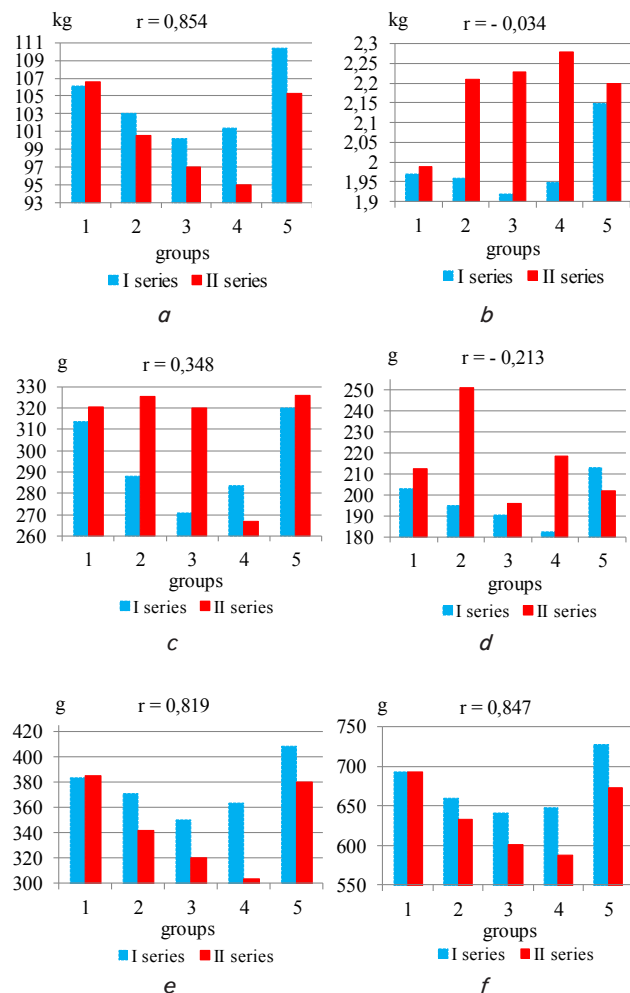 kg r = 0,854
111
109
107
105
103
101
99
97
95
93
1 2 3 4 5
groups
I series II series
a
kg r = - 0,034
2,3
2,25
2,2
2,15
2,1
2,05
2
1,95
1,9
1 2 3 4 5
groups
I series II series
b
g r = 0,348
330
320
310
300
290
280
270
260
1 2 3 4 5
groups
I series II series
c
g r = - 0,213
250
240
230
220
210
200
190
180
1 2 3 4 5
groups
I series II series
d
g r = 0,819
420
400
380
360
340
320
300
1 2 3 4 5
groups
I series II series
e
g r = 0,847
750
700
650
600
550
1 2 3 4 5
groups
I series II series
f